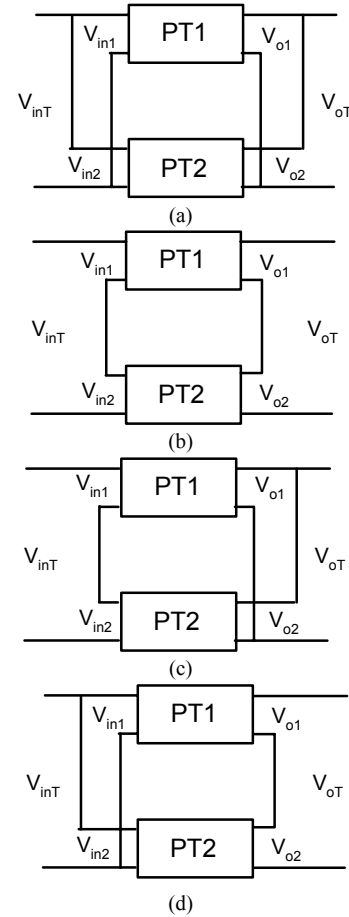 PT1
V_in1 V_o1
V_inT V_oT
PT2
V_in2 V_o2
(a)
PT1
V_in1 V_o1
V_inT V_oT
PT2
V_in2 V_o2
(b)
PT1
V_in1 V_o1
V_inT V_oT
PT2
V_in2 V_o2
(c)
PT1
V_in1 V_o1
V_inT V_oT
PT2
V_in2 V_o2
(d)